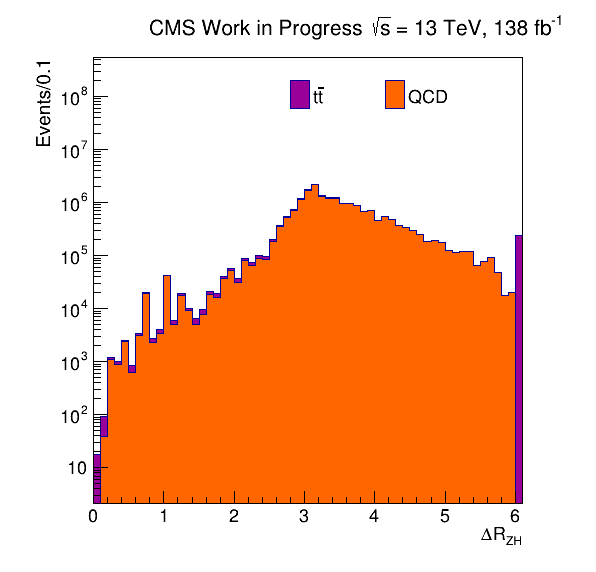 CMS Work in Progress √s = 13 TeV, 138 fb⁻¹
Events/0.1
tt̄ QCD
10⁸
10⁷
10⁶
10⁵
10⁴
10³
10²
10
0 1 2 3 4 5 6
ΔR_ZH